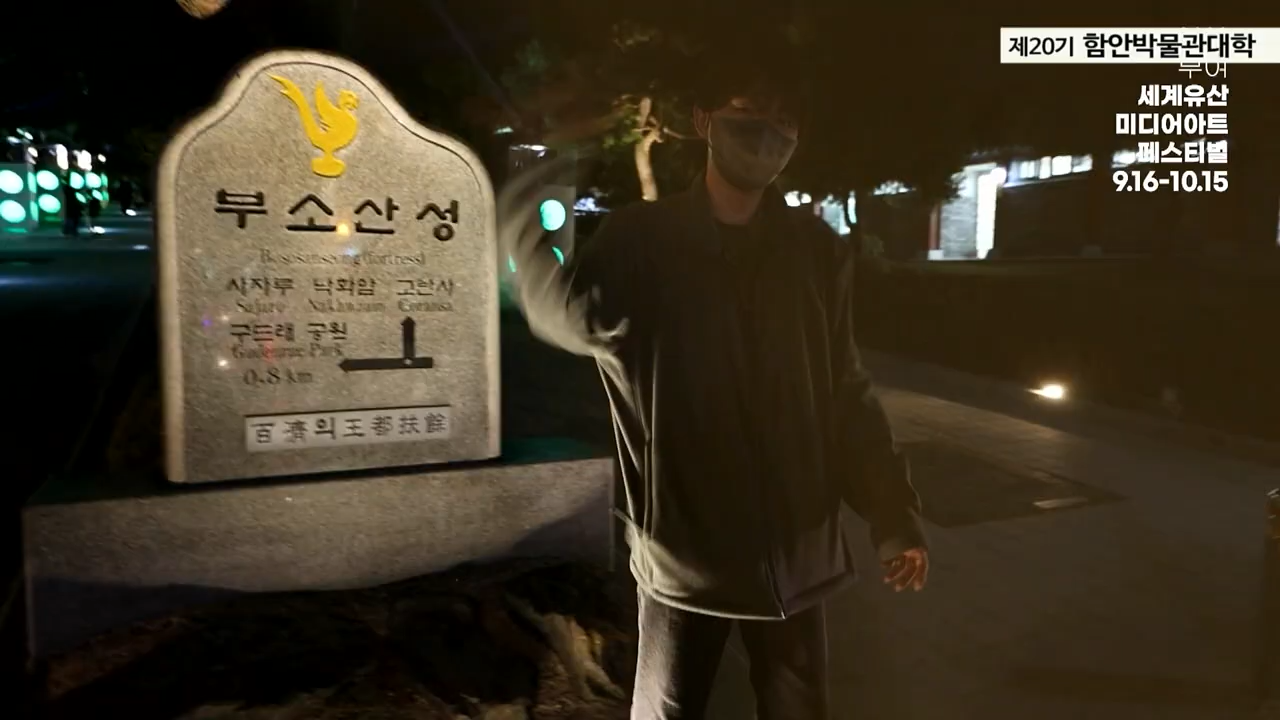 제20기 함안박물관대학
부여
세계유산
미디어아트
페스티벌
9.16-10.15
부소산성
Busosanseong (fortress)
사자루 낙화암 고란사
Sajaru Nakhwaam Goransa
구드래 공원
Gudeurae Park
0.8 km
百濟의王都扶餘